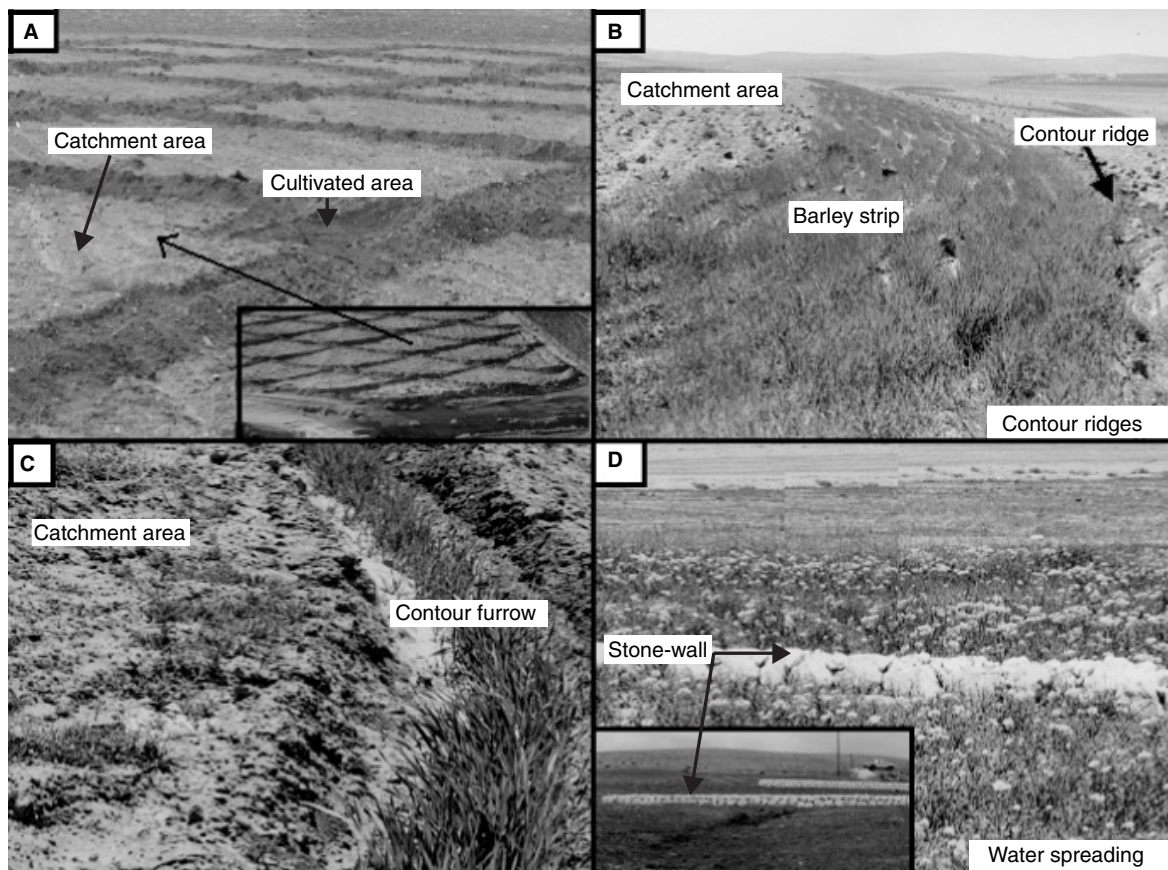 A
Catchment area
Cultivated area
B
Catchment area
Contour ridge
Barley strip
Contour ridges
C
Catchment area
Contour furrow
D
Stone-wall
Water spreading